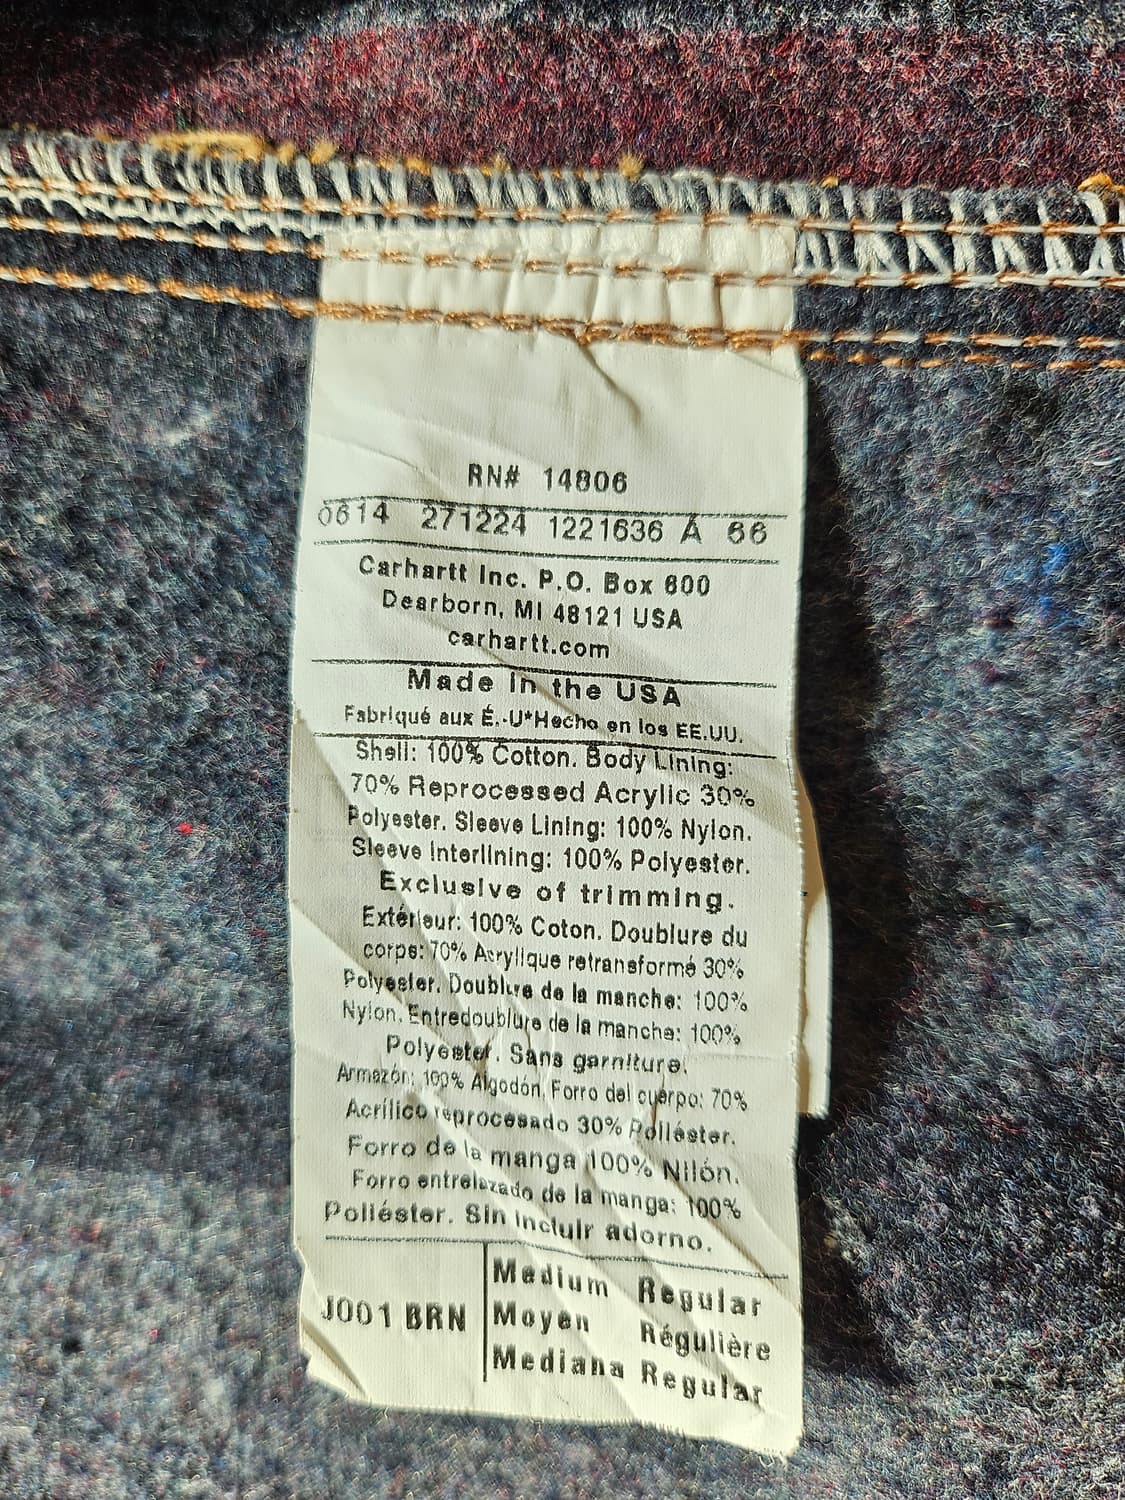 RN# 14806
0614 271224 1221636 A 66
Carhartt Inc. P.O. Box 600
Dearborn, MI 48121 USA
carhartt.com
Made in the USA
Fabriqué aux É.-U*Hecho en los EE.UU.
Shell: 100% Cotton. Body Lining:
70% Reprocessed Acrylic 30%
Polyester. Sleeve Lining: 100% Nylon.
Sleeve Interlining: 100% Polyester.
Exclusive of trimming.
Extérieur: 100% Coton. Doublure du
corps: 70% Acrylique retransformé 30%
Polyester. Doublure de la manche: 100%
Nylon. Entredoublure de la manche: 100%
Polyester. Sans garniture.
Armazón: 100% Algodón. Forro del cuerpo: 70%
Acrílico reprocesado 30% Poliéster.
Forro de la manga 100% Nilón.
Forro entrelazado de la manga: 100%
Poliéster. Sin incluir adorno.
J001 BRN
Medium Regular
Moyen Régulière
Mediana Regular